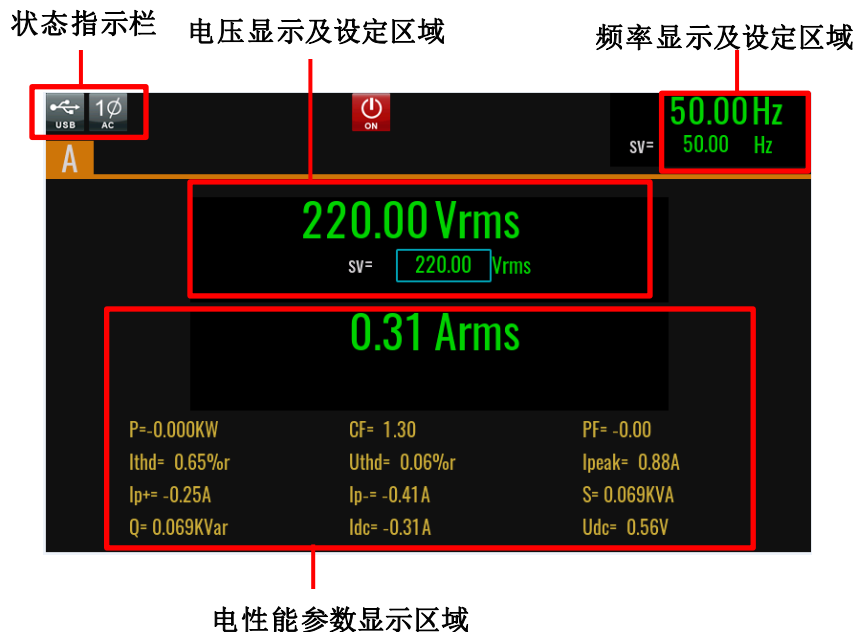 状态指示栏
电压显示及设定区域
频率显示及设定区域
USB
1Ø
AC
ON
50.00 Hz
sv= 50.00 Hz
A
220.00 Vrms
sv= 220.00 Vrms
0.31 Arms
P=-0.000KW CF= 1.30 PF= -0.00
Ithd= 0.65%r Uthd= 0.06%r Ipeak= 0.88A
Ip+= -0.25A Ip-= -0.41A S= 0.069KVA
Q= 0.069KVar Idc= -0.31A Udc= 0.56V
电性能参数显示区域